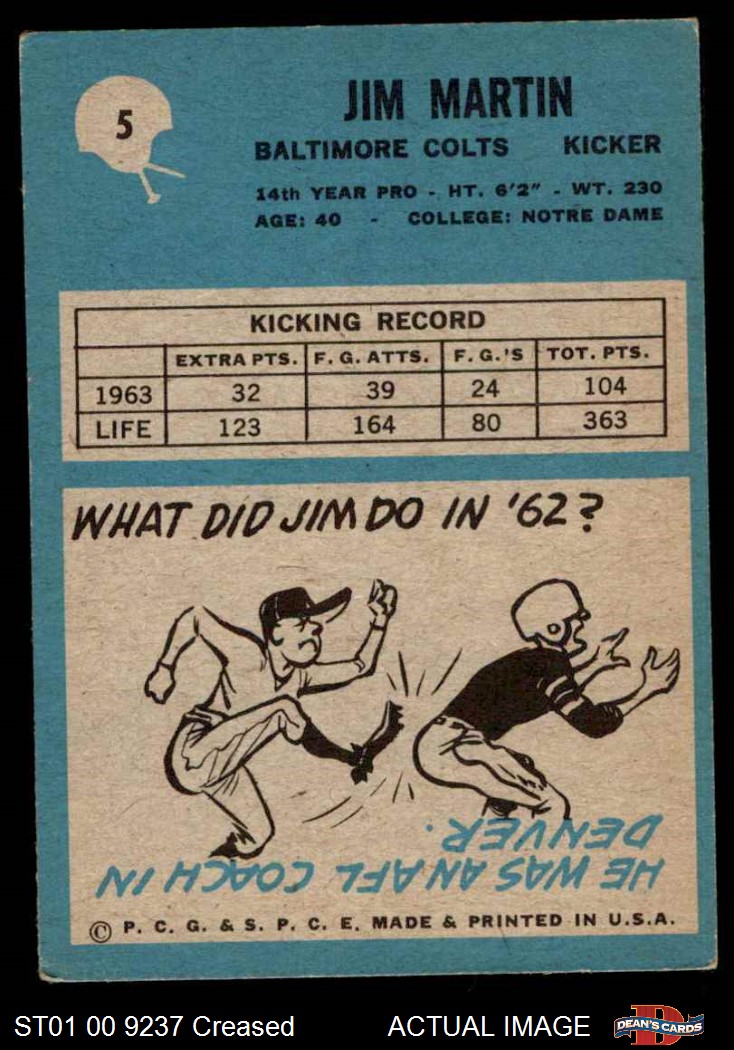 5
JIM MARTIN
BALTIMORE COLTS KICKER
14th YEAR PRO - HT. 6'2" - WT. 230
AGE: 40 - COLLEGE: NOTRE DAME
KICKING RECORD
EXTRA PTS. F. G. ATTS. F. G.'S TOT. PTS.
1963 32 39 24 104
LIFE 123 164 80 363
WHAT DID JIM DO IN '62?
HE WAS AN AFL COACH IN
DENVER.
© P. C. G. & S. P. C. E. MADE & PRINTED IN U.S.A.
ST01 00 9237 Creased ACTUAL IMAGE
D
DEAN'S CARDS